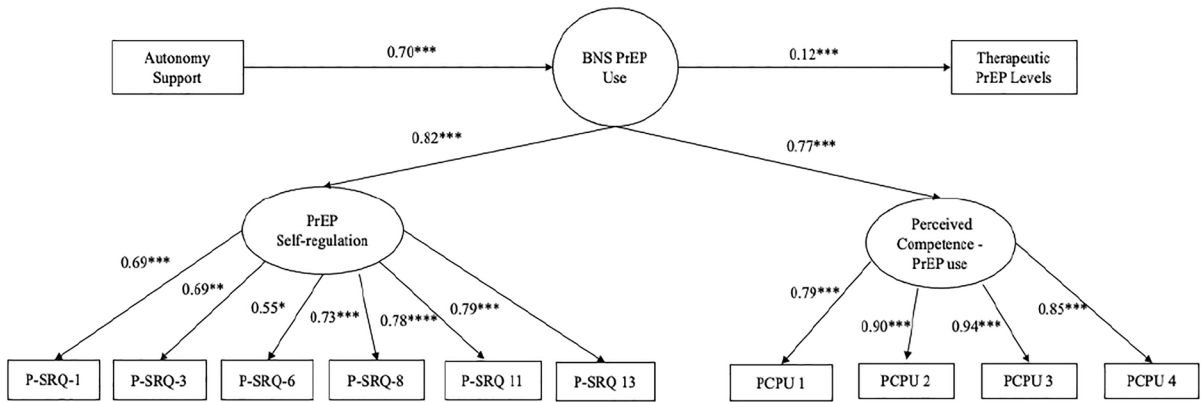 Autonomy
Support
0.70***
BNS PrEP
Use
0.12***
Therapeutic
PrEP Levels
0.82***
0.77***
PrEP
Self-regulation
Perceived
Competence -
PrEP use
0.69***
0.69**
0.55*
0.73***
0.78****
0.79***
0.79***
0.90***
0.94***
0.85***
P-SRQ-1
P-SRQ-3
P-SRQ-6
P-SRQ-8
P-SRQ 11
P-SRQ 13
PCPU 1
PCPU 2
PCPU 3
PCPU 4